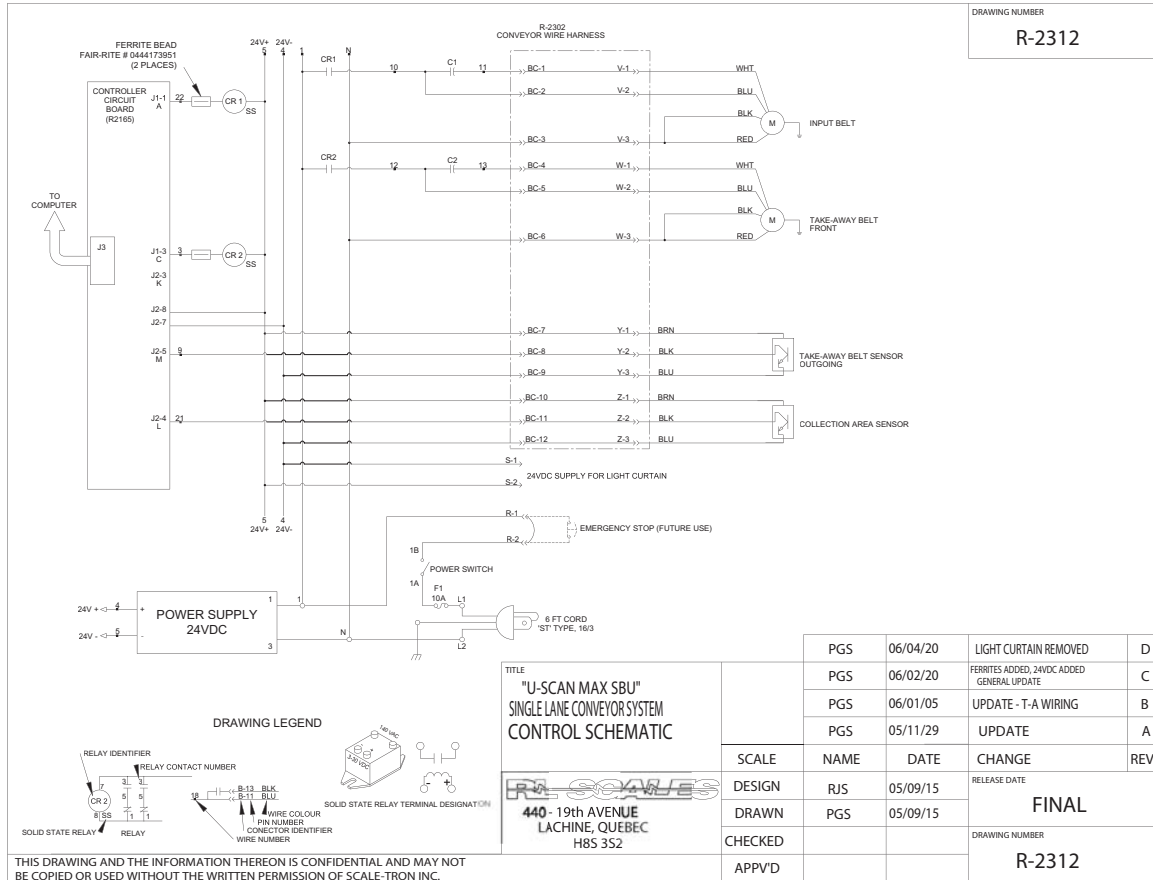 DRAWING NUMBER
R-2312
R-2302
CONVEYOR WIRE HARNESS
FERRITE BEAD
FAIR-RITE # 0444173951
(2 PLACES)
24V+ 24V-
5 4 1 N
CONTROLLER
CIRCUIT
BOARD
(R2165)
J1-1
A
22
CR 1
SS
CR1
10
C1
11
BC-1 V-1 WHT
BC-2 V-2 BLU
BLK
BC-3 V-3 RED
M
INPUT BELT
CR2
12
C2
13
BC-4 W-1 WHT
BC-5 W-2 BLU
BLK
BC-6 W-3 RED
M
TAKE-AWAY BELT
FRONT
TO
COMPUTER
J3
J1-3
C
3
CR 2
SS
J2-3
K
J2-8
J2-7
J2-5
M
9
J2-4
L
21
BC-7 Y-1 BRN
BC-8 Y-2 BLK
BC-9 Y-3 BLU
TAKE-AWAY BELT SENSOR
OUTGOING
BC-10 Z-1 BRN
BC-11 Z-2 BLK
BC-12 Z-3 BLU
COLLECTION AREA SENSOR
S-1
S-2
24VDC SUPPLY FOR LIGHT CURTAIN
5 4
24V+ 24V-
R-1
R-2
EMERGENCY STOP (FUTURE USE)
1B
POWER SWITCH
1A
F1
10A
L1
L2
6 FT CORD
'ST' TYPE, 16/3
24V + 4 +
24V - 5 -
POWER SUPPLY
24VDC
1
3
1
N
DRAWING LEGEND
RELAY IDENTIFIER
RELAY CONTACT NUMBER
7
CR 2
8 SS
3 3
5 5
1 1
SOLID STATE RELAY
RELAY
18
B-13 BLK
B-11 BLU
WIRE COLOUR
PIN NUMBER
CONECTOR IDENTIFIER
WIRE NUMBER
140 VAC
3-30 VDC
- +
SOLID STATE RELAY TERMINAL DESIGNATION
TITLE
"U-SCAN MAX SBU"
SINGLE LANE CONVEYOR SYSTEM
CONTROL SCHEMATIC
440 - 19th AVENUE
LACHINE, QUEBEC
H8S 3S2
PGS 06/04/20 LIGHT CURTAIN REMOVED D
PGS 06/02/20 FERRITES ADDED, 24VDC ADDED
GENERAL UPDATE C
PGS 06/01/05 UPDATE - T-A WIRING B
PGS 05/11/29 UPDATE A
SCALE NAME DATE CHANGE REV
DESIGN RJS 05/09/15
DRAWN PGS 05/09/15
CHECKED
APPV'D
RELEASE DATE
FINAL
DRAWING NUMBER
R-2312
THIS DRAWING AND THE INFORMATION THEREON IS CONFIDENTIAL AND MAY NOT
BE COPIED OR USED WITHOUT THE WRITTEN PERMISSION OF SCALE-TRON INC.